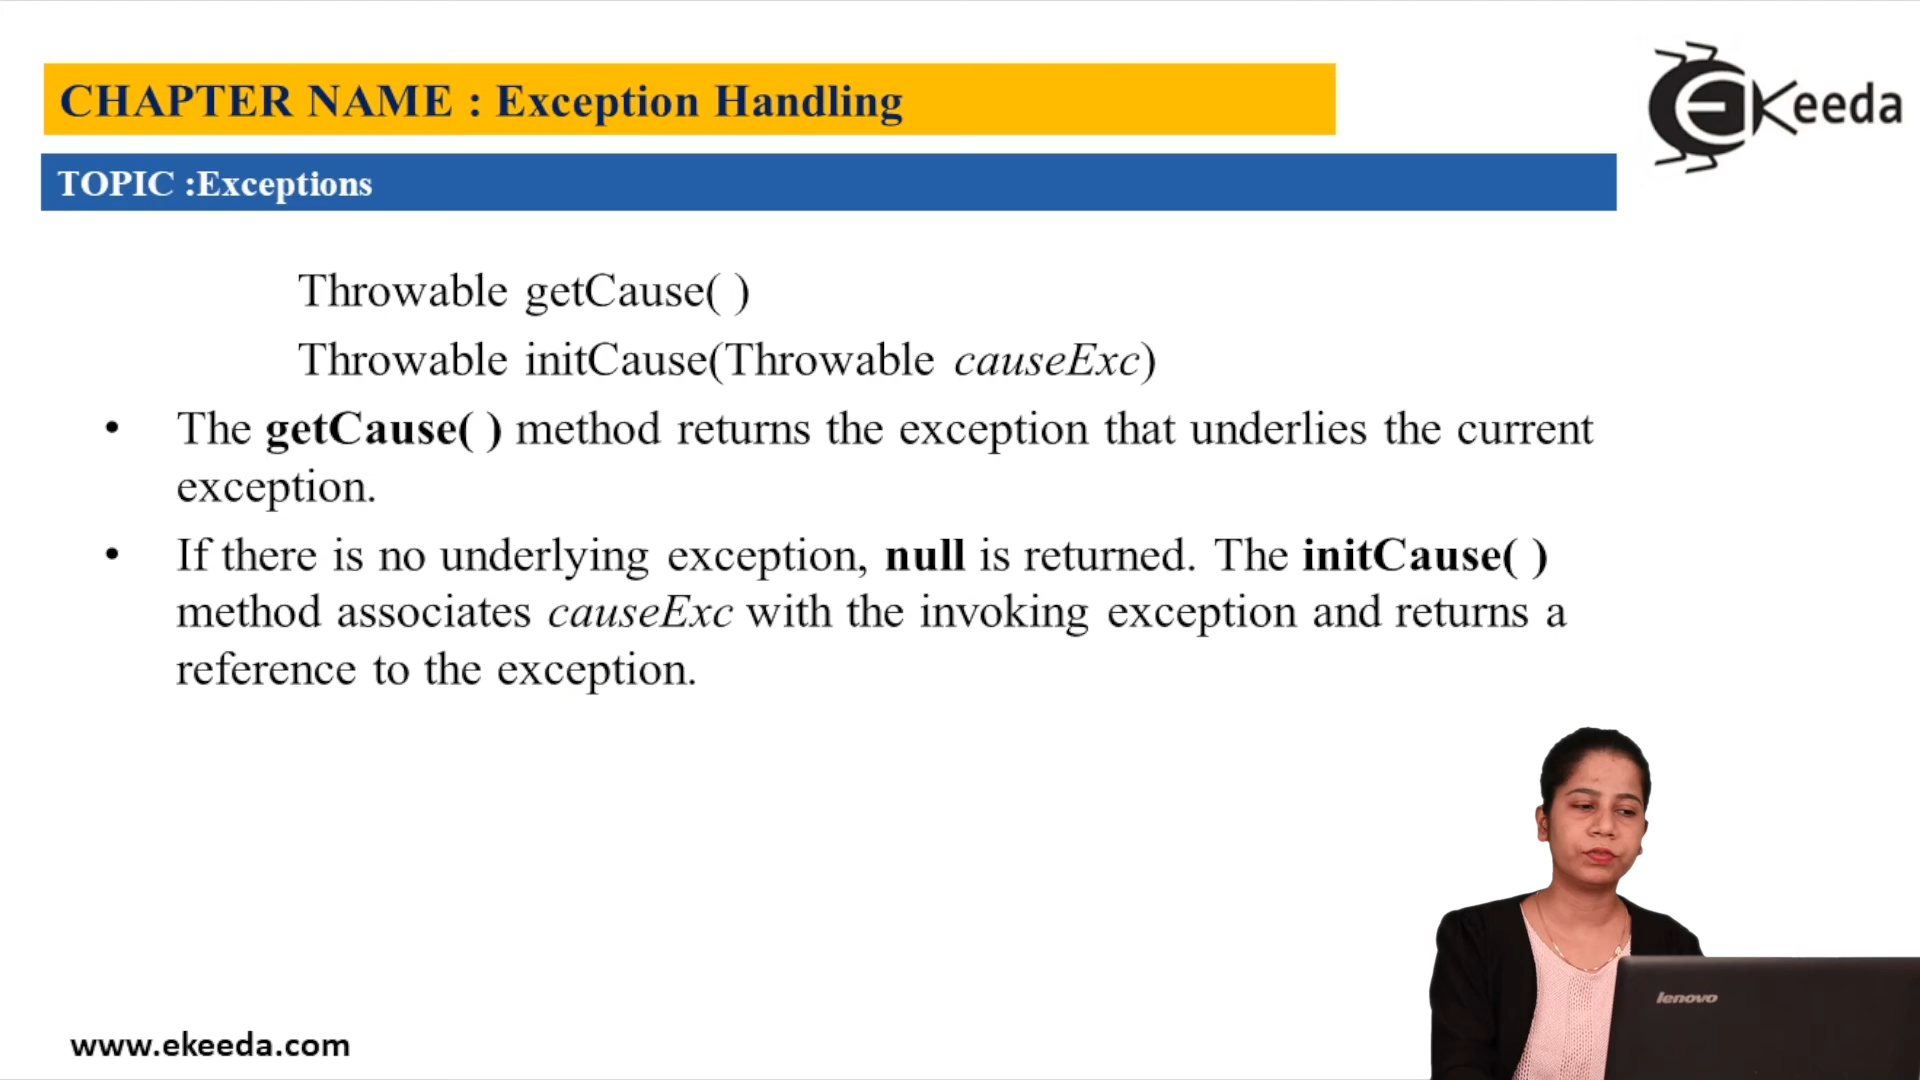 CHAPTER NAME : Exception Handling
EKeeda
TOPIC :Exceptions
Throwable getCause( )
Throwable initCause(Throwable causeExc)
• The getCause( ) method returns the exception that underlies the current
exception.
• If there is no underlying exception, null is returned. The initCause( )
method associates causeExc with the invoking exception and returns a
reference to the exception.
lenovo
www.ekeeda.com